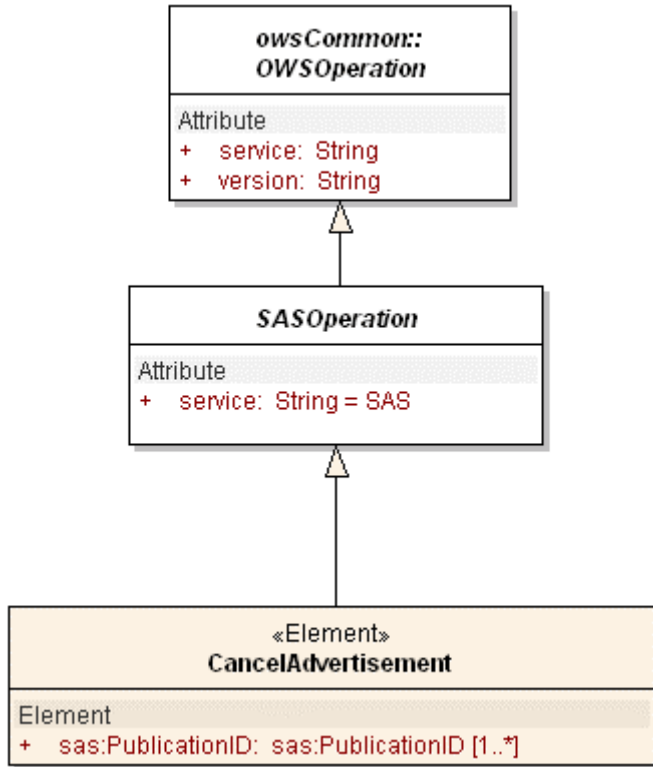 owsCommon::
OWSOperation
Attribute
+ service: String
+ version: String
SASOperation
Attribute
+ service: String = SAS
«Element»
CancelAdvertisement
Element
+ sas:PublicationID: sas:PublicationID [1..*]